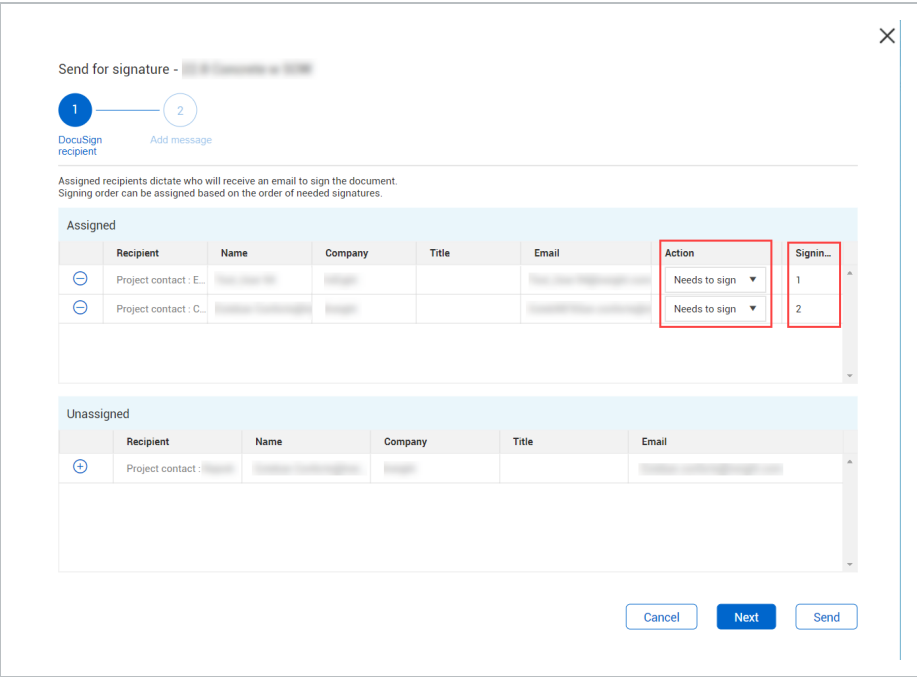 Send for signature -
1
2
DocuSign
recipient
Add message
Assigned recipients dictate who will receive an email to sign the document.
Signing order can be assigned based on the order of needed signatures.
Assigned
Recipient Name Company Title Email Action Signin...
Project contact : E... Needs to sign 1
Project contact : C... Needs to sign 2
Unassigned
Recipient Name Company Title Email
Project contact :
Cancel Next Send